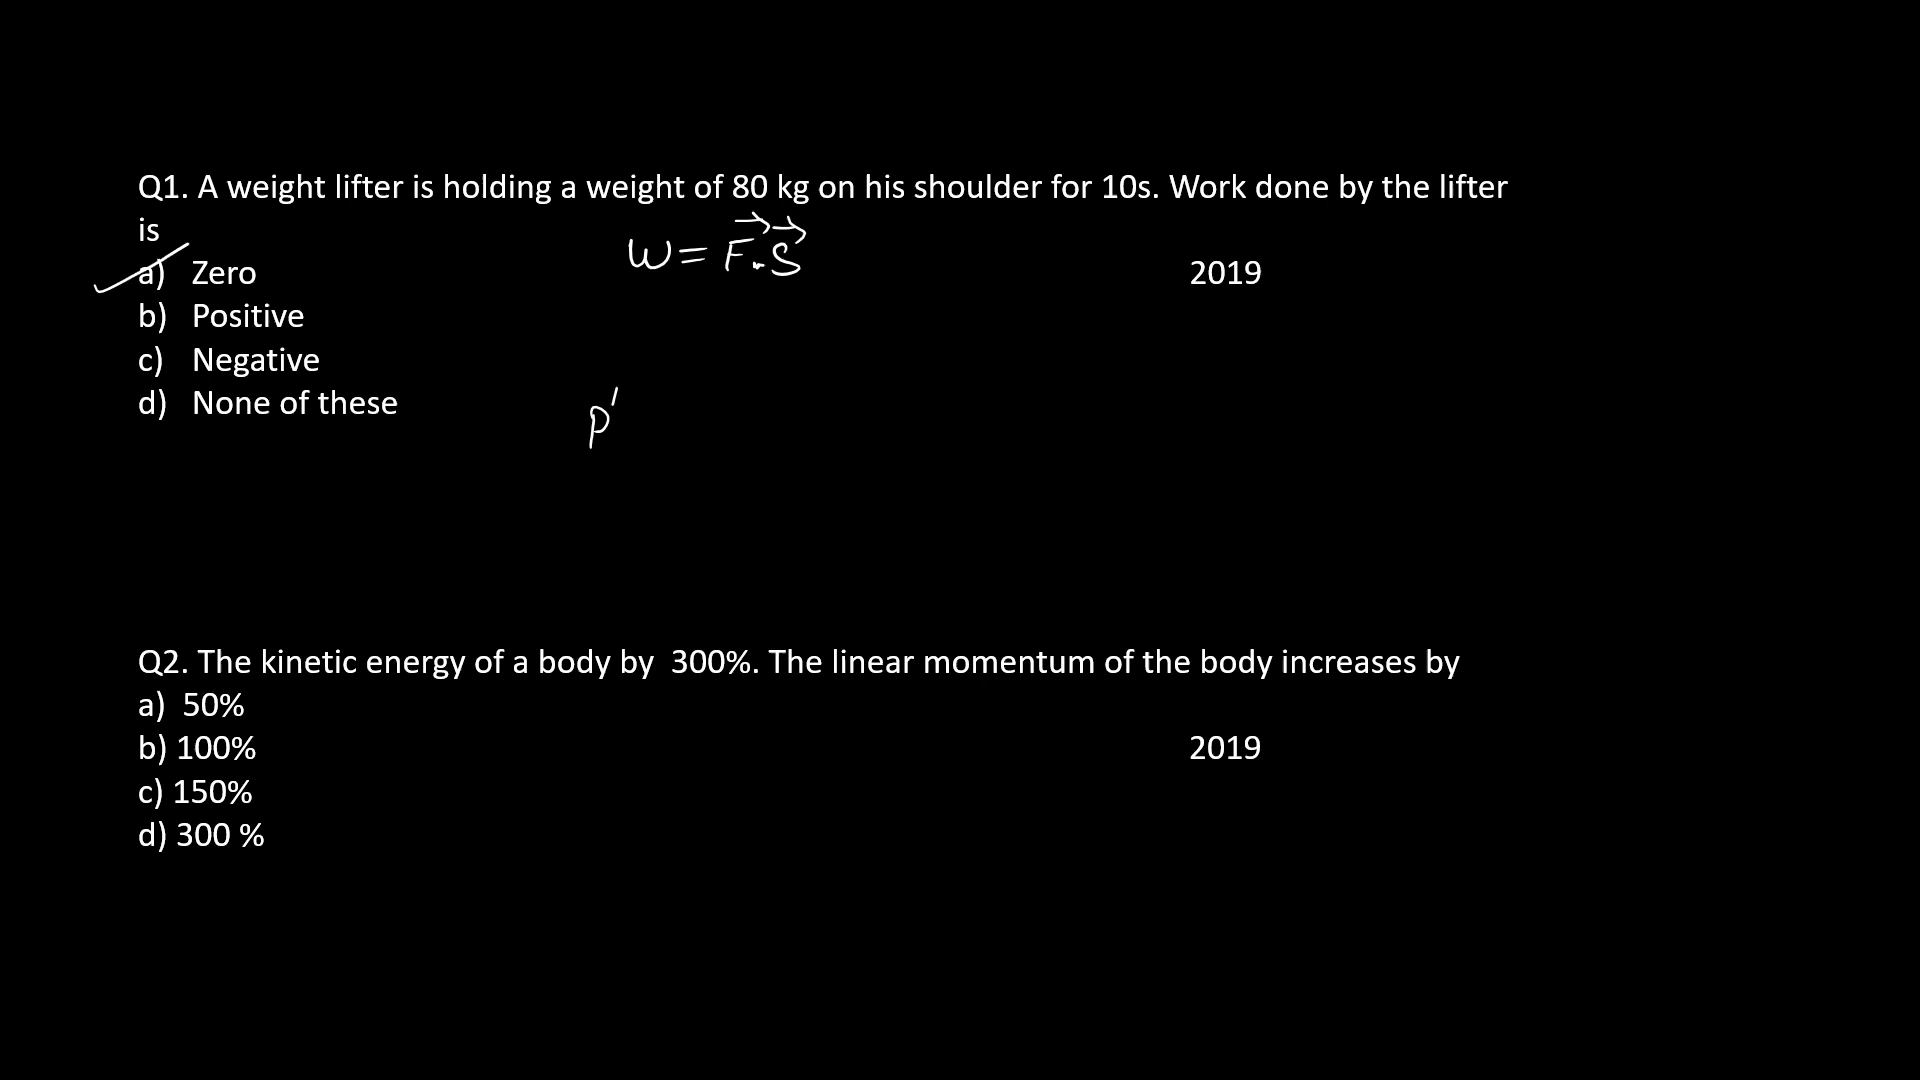 Q1. A weight lifter is holding a weight of 80 kg on his shoulder for 10s. Work done by the lifter
is
W = F⃗.S⃗
a) Zero 2019
b) Positive
c) Negative
d) None of these
p'
Q2. The kinetic energy of a body by 300%. The linear momentum of the body increases by
a) 50%
b) 100% 2019
c) 150%
d) 300 %